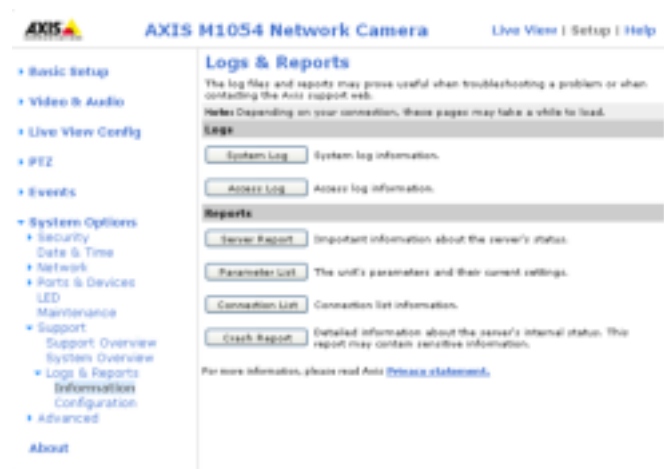 AXIS
AXIS M1054 Network Camera
Live View | Setup | Help
Basic Setup
Video & Audio
Live View Config
PTZ
Events
System Options
Security
Date & Time
Network
Ports & Devices
LED
Maintenance
Support
Support Overview
System Overview
Logs & Reports
Information
Configuration
Advanced
About
Logs & Reports
The log files and reports may prove useful when troubleshooting a problem or when
contacting the Axis support web.
Note: Depending on your connection, these pages may take a while to load.
Logs
System Log System log information.
Access Log Access log information.
Reports
Server Report Important information about the server's status.
Parameter List The unit's parameters and their current settings.
Connection List Connection list information.
Crash Report Detailed information about the server's internal status. This
report may contain sensitive information.
For more information, please read Axis Privacy statement.